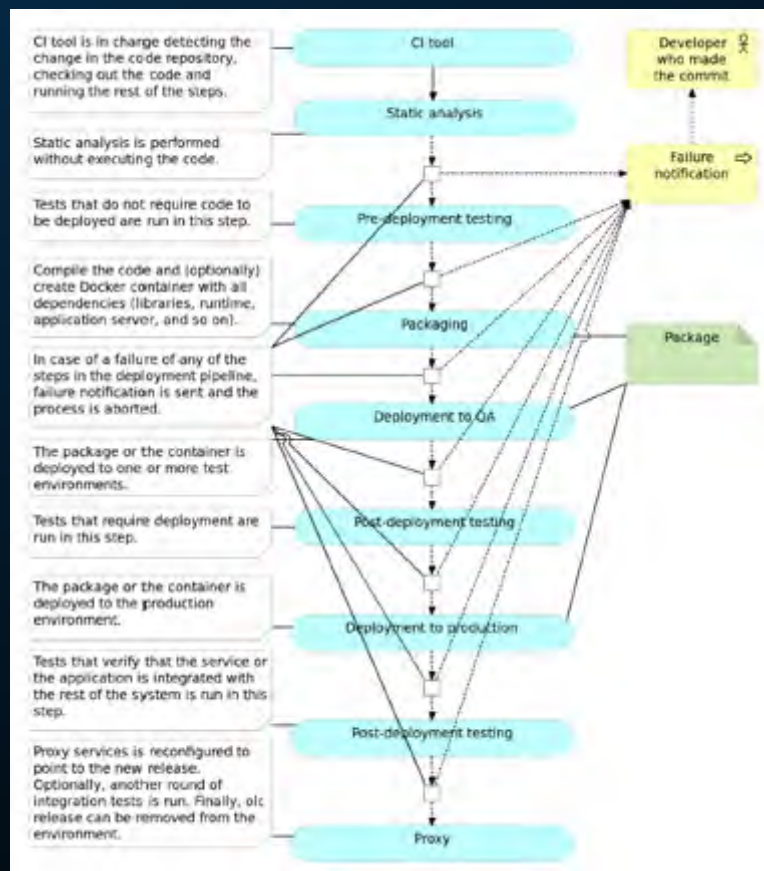 CI tool is in charge detecting the
change in the code repository,
checking out the code and
running the rest of the steps.
CI tool
Developer
who made
the commit
Static analysis
Static analysis is performed
without executing the code.
Failure
notification
Tests that do not require code to
be deployed are run in this step.
Pre-deployment testing
Compile the code and (optionally)
create Docker container with all
dependencies (libraries, runtime,
application server, and so on).
Packaging
Package
In case of a failure of any of the
steps in the deployment pipeline,
failure notification is sent and the
process is aborted.
Deployment to QA
The package or the container is
deployed to one or more test
environments.
Tests that require deployment are
run in this step.
Post-deployment testing
The package or the container is
deployed to the production
environment.
Deployment to production
Tests that verify that the service or
the application is integrated with
the rest of the system is run in this
step.
Post-deployment testing
Proxy services is reconfigured to
point to the new release.
Optionally, another round of
integration tests is run. Finally, olc
release can be removed from the
environment.
Proxy